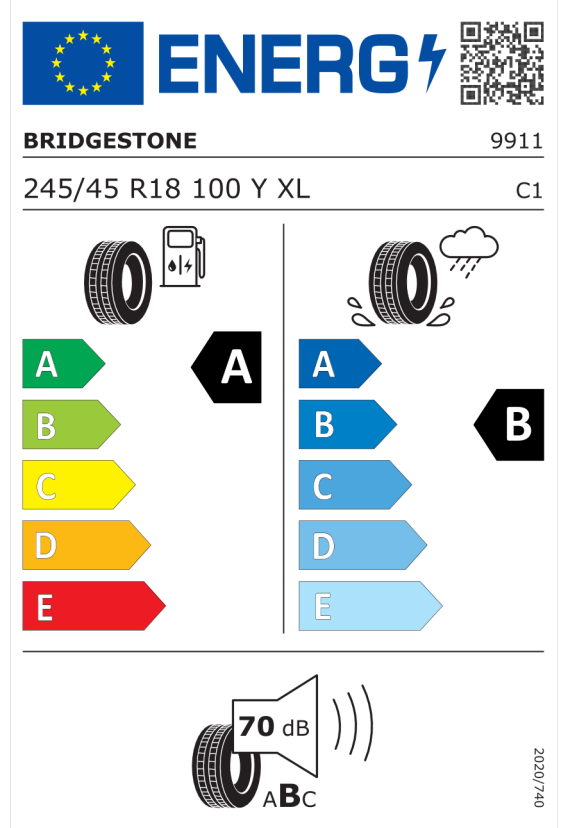 ENERG
BRIDGESTONE 9911
245/45 R18 100 Y XL C1
A A
B
C
D
E
A
B B
C
D
E
70 dB
ABC
2020/740